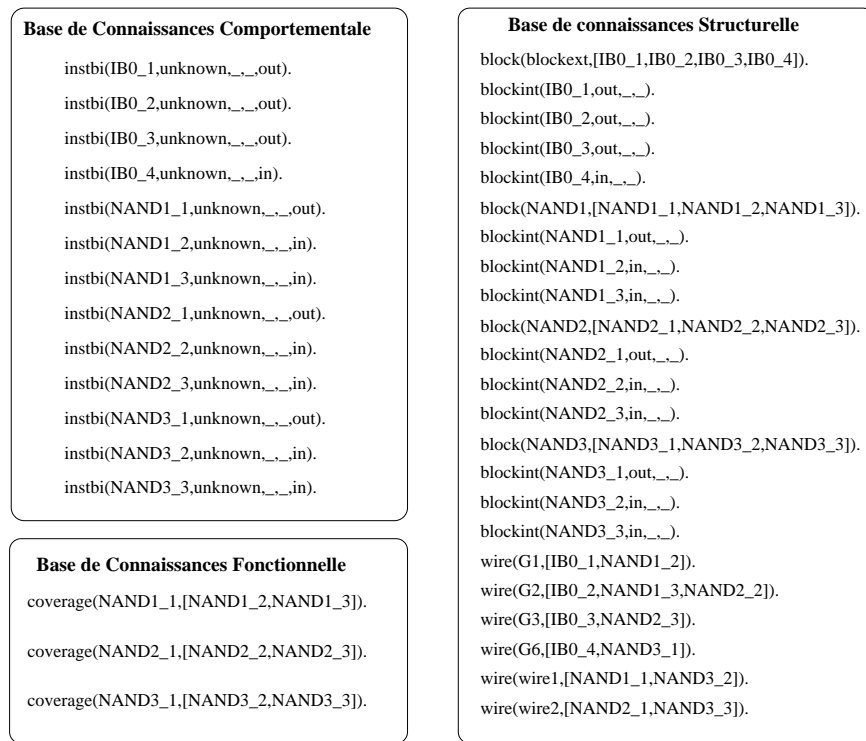 Base de Connaissances Comportementale
instbi(IB0_1,unknown,_,_,out).
instbi(IB0_2,unknown,_,_,out).
instbi(IB0_3,unknown,_,_,out).
instbi(IB0_4,unknown,_,_,in).
instbi(NAND1_1,unknown,_,_,out).
instbi(NAND1_2,unknown,_,_,in).
instbi(NAND1_3,unknown,_,_,in).
instbi(NAND2_1,unknown,_,_,out).
instbi(NAND2_2,unknown,_,_,in).
instbi(NAND2_3,unknown,_,_,in).
instbi(NAND3_1,unknown,_,_,out).
instbi(NAND3_2,unknown,_,_,in).
instbi(NAND3_3,unknown,_,_,in).
Base de Connaissances Fonctionnelle
coverage(NAND1_1,[NAND1_2,NAND1_3]).
coverage(NAND2_1,[NAND2_2,NAND2_3]).
coverage(NAND3_1,[NAND3_2,NAND3_3]).
Base de connaissances Structurelle
block(blockext,[IB0_1,IB0_2,IB0_3,IB0_4]).
blockint(IB0_1,out,_,_).
blockint(IB0_2,out,_,_).
blockint(IB0_3,out,_,_).
blockint(IB0_4,in,_,_).
block(NAND1,[NAND1_1,NAND1_2,NAND1_3]).
blockint(NAND1_1,out,_,_).
blockint(NAND1_2,in,_,_).
blockint(NAND1_3,in,_,_).
block(NAND2,[NAND2_1,NAND2_2,NAND2_3]).
blockint(NAND2_1,out,_,_).
blockint(NAND2_2,in,_,_).
blockint(NAND2_3,in,_,_).
block(NAND3,[NAND3_1,NAND3_2,NAND3_3]).
blockint(NAND3_1,out,_,_).
blockint(NAND3_2,in,_,_).
blockint(NAND3_3,in,_,_).
wire(G1,[IB0_1,NAND1_2]).
wire(G2,[IB0_2,NAND1_3,NAND2_2]).
wire(G3,[IB0_3,NAND2_3]).
wire(G6,[IB0_4,NAND3_1]).
wire(wire1,[NAND1_1,NAND3_2]).
wire(wire2,[NAND2_1,NAND3_3]).